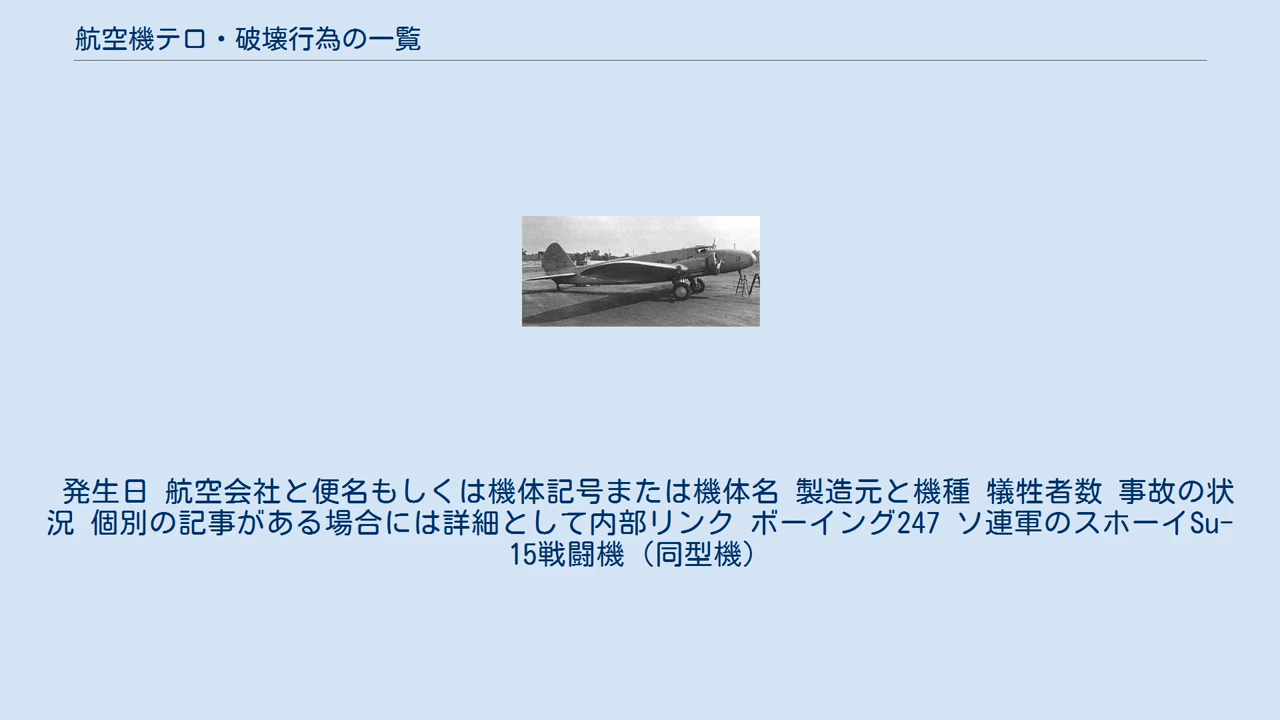 航空機テロ・破壊行為の一覧
発生日 航空会社と便名もしくは機体記号または機体名 製造元と機種 犠牲者数 事故の状
況 個別の記事がある場合には詳細として内部リンク ボーイング247 ソ連軍のスホーイSu-
15戦闘機（同型機）